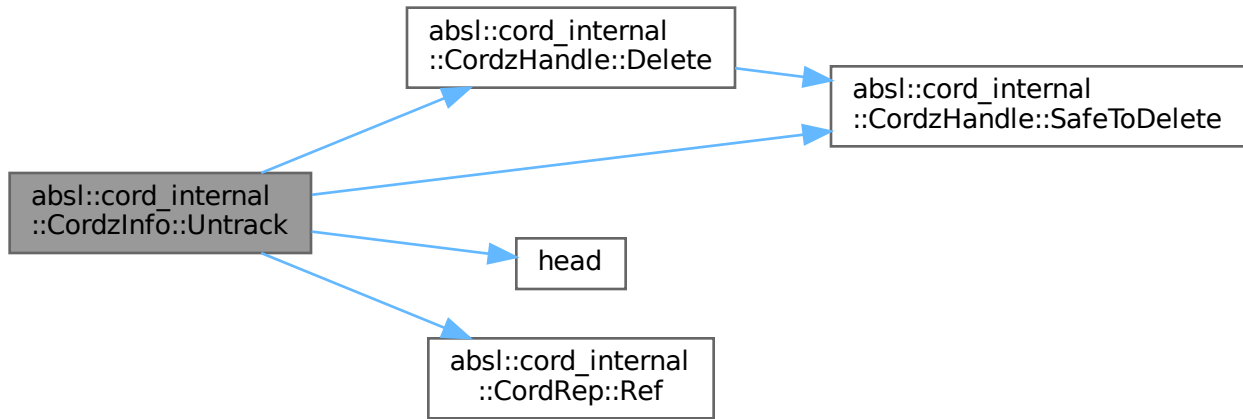 absl::cord_internal
::CordzHandle::Delete
absl::cord_internal
::CordzHandle::SafeToDelete
absl::cord_internal
::CordzInfo::Untrack
head
absl::cord_internal
::CordRep::Ref